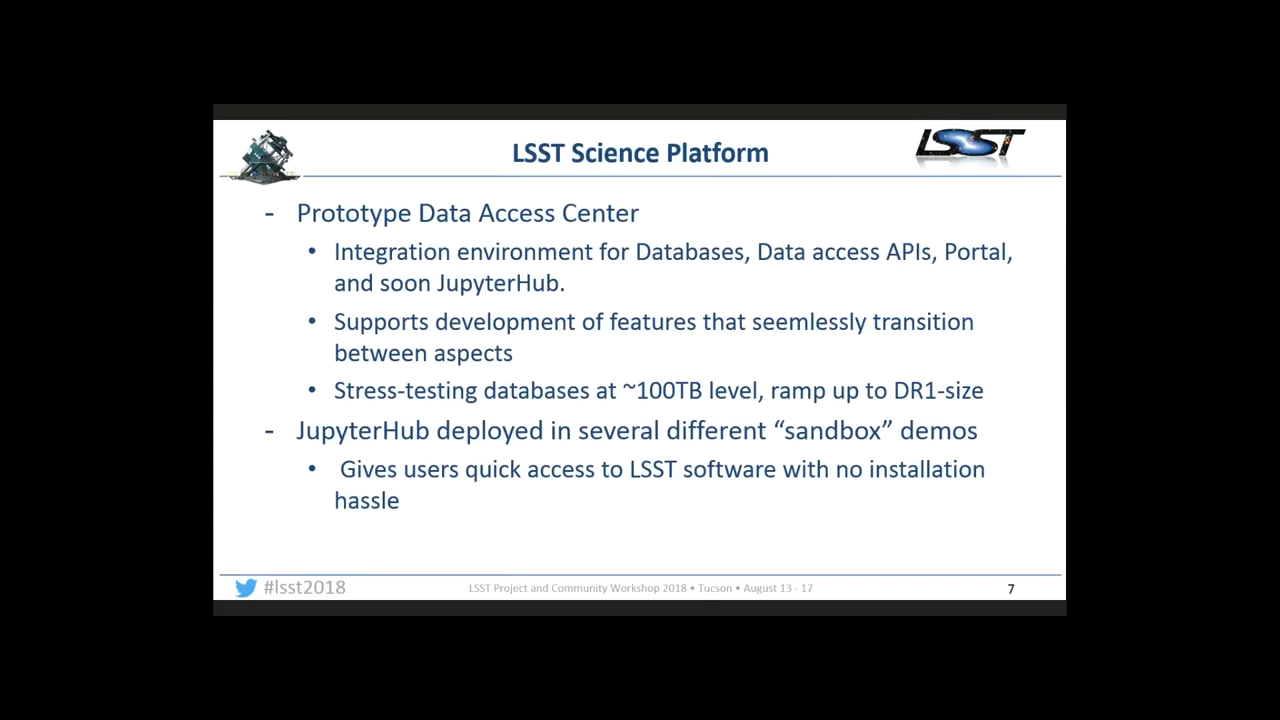 LSST Science Platform
LSST
- Prototype Data Access Center
• Integration environment for Databases, Data access APIs, Portal,
and soon JupyterHub.
• Supports development of features that seemlessly transition
between aspects
• Stress-testing databases at ~100TB level, ramp up to DR1-size
- JupyterHub deployed in several different “sandbox” demos
• Gives users quick access to LSST software with no installation
hassle
#lsst2018
LSST Project and Community Workshop 2018 • Tucson • August 13 - 17
7